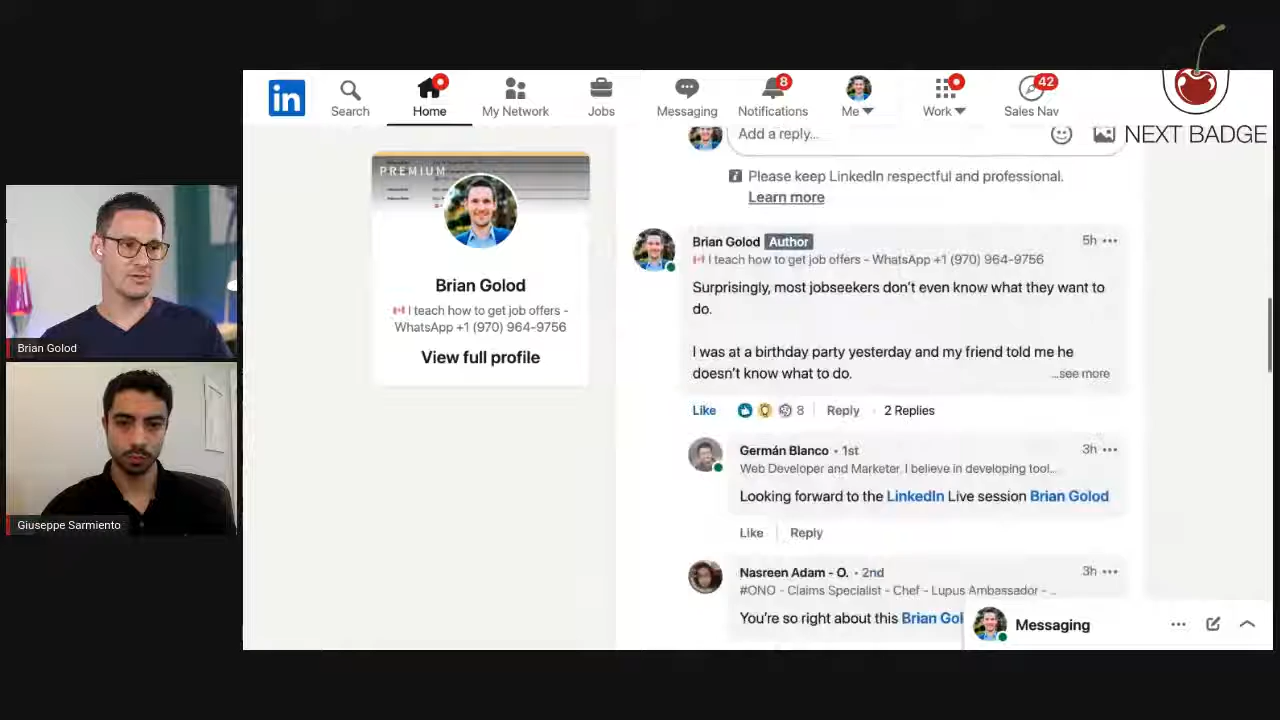 in
Search
Home
My Network
Jobs
Messaging
8
Notifications
Me
Work
42
Sales Nav
NEXT BADGE
Add a reply...
Please keep LinkedIn respectful and professional.
Learn more
PREMIUM
Brian Golod
I teach how to get job offers -
WhatsApp +1 (970) 964-9756
View full profile
Brian Golod Author
5h
I teach how to get job offers - WhatsApp +1 (970) 964-9756
Surprisingly, most jobseekers don't even know what they want to
do.
I was at a birthday party yesterday and my friend told me he
doesn't know what to do.
...see more
Like
8
Reply
2 Replies
Germán Blanco • 1st
3h
Web Developer and Marketer. I believe in developing tool...
Looking forward to the LinkedIn Live session Brian Golod
Like
Reply
Nasreen Adam - O. • 2nd
3h
#ONO - Claims Specialist - Chef - Lupus Ambassador - ...
You're so right about this Brian Gol
Messaging
Brian Golod
Giuseppe Sarmiento